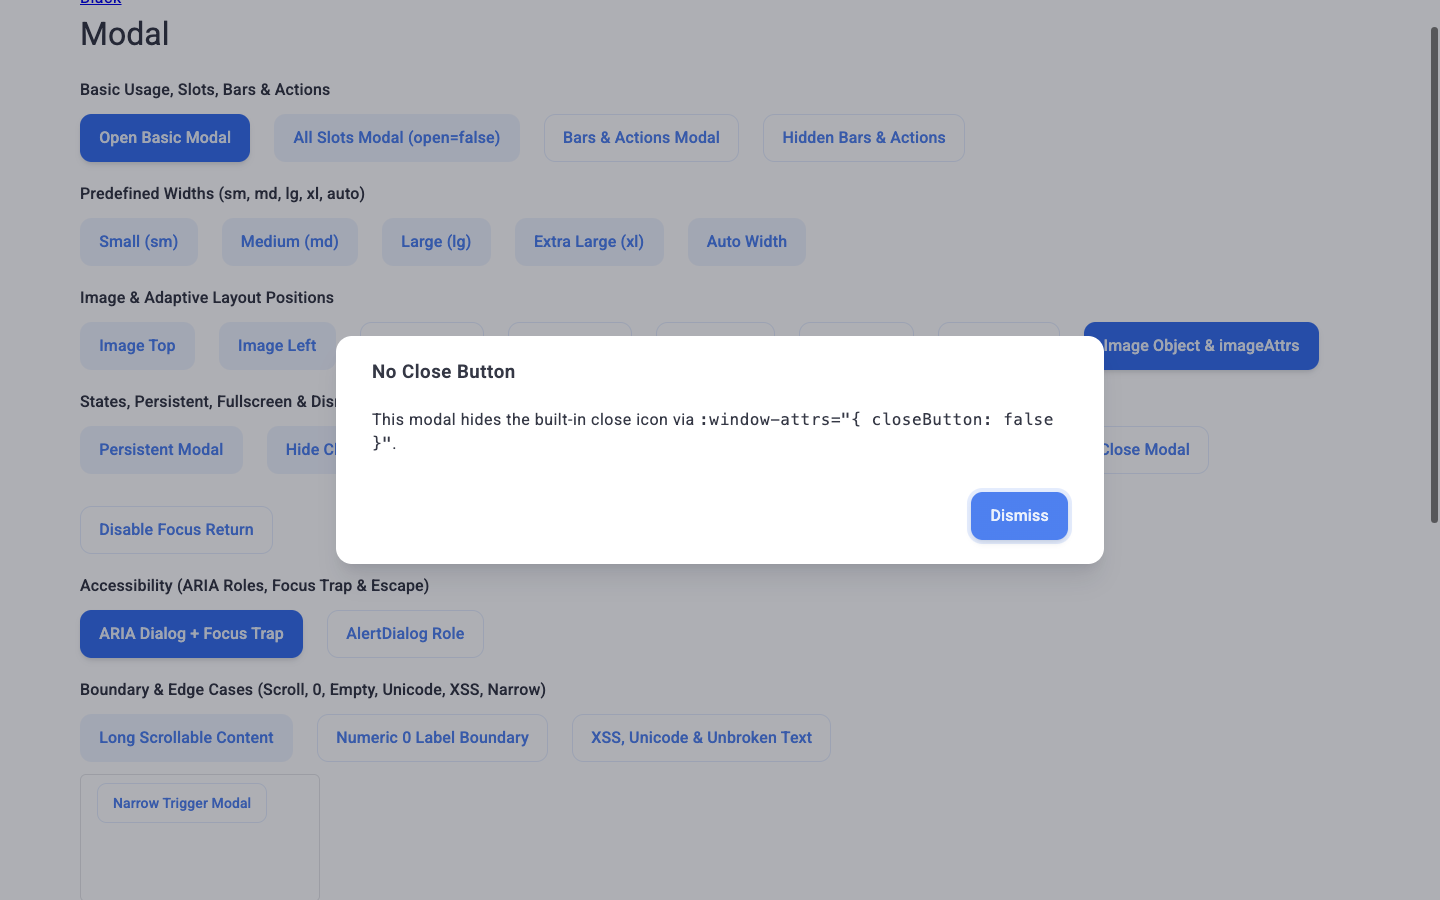 Modal
Basic Usage, Slots, Bars & Actions
Open Basic Modal
All Slots Modal (open=false)
Bars & Actions Modal
Hidden Bars & Actions
Predefined Widths (sm, md, lg, xl, auto)
Small (sm)
Medium (md)
Large (lg)
Extra Large (xl)
Auto Width
Image & Adaptive Layout Positions
Image Top
Image Left
Image Object & imageAttrs
States, Persistent, Fullscreen &
Persistent Modal
Hide
Close Modal
No Close Button
This modal hides the built-in close icon via :window-attrs="{ closeButton: false
}".
Dismiss
Disable Focus Return
Accessibility (ARIA Roles, Focus Trap & Escape)
ARIA Dialog + Focus Trap
AlertDialog Role
Boundary & Edge Cases (Scroll, 0, Empty, Unicode, XSS, Narrow)
Long Scrollable Content
Numeric 0 Label Boundary
XSS, Unicode & Unbroken Text
Narrow Trigger Modal